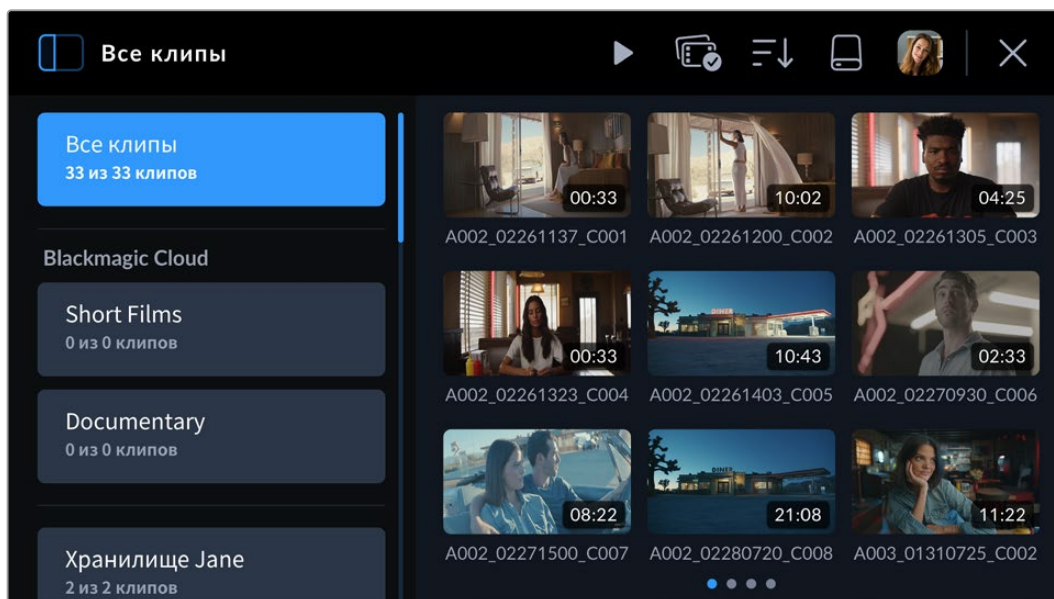 Все клипы
Все клипы
33 из 33 клипов
Blackmagic Cloud
Short Films
0 из 0 клипов
Documentary
0 из 0 клипов
Хранилище Jane
2 из 2 клипов
00:33
10:02
04:25
A002_02261137_C001
A002_02261200_C002
A002_02261305_C003
DINER
00:33
10:43
02:33
A002_02261323_C004
A002_02261403_C005
A002_02270930_C006
DINER
08:22
21:08
11:22
A002_02271500_C007
A002_02280720_C008
A003_01310725_C002